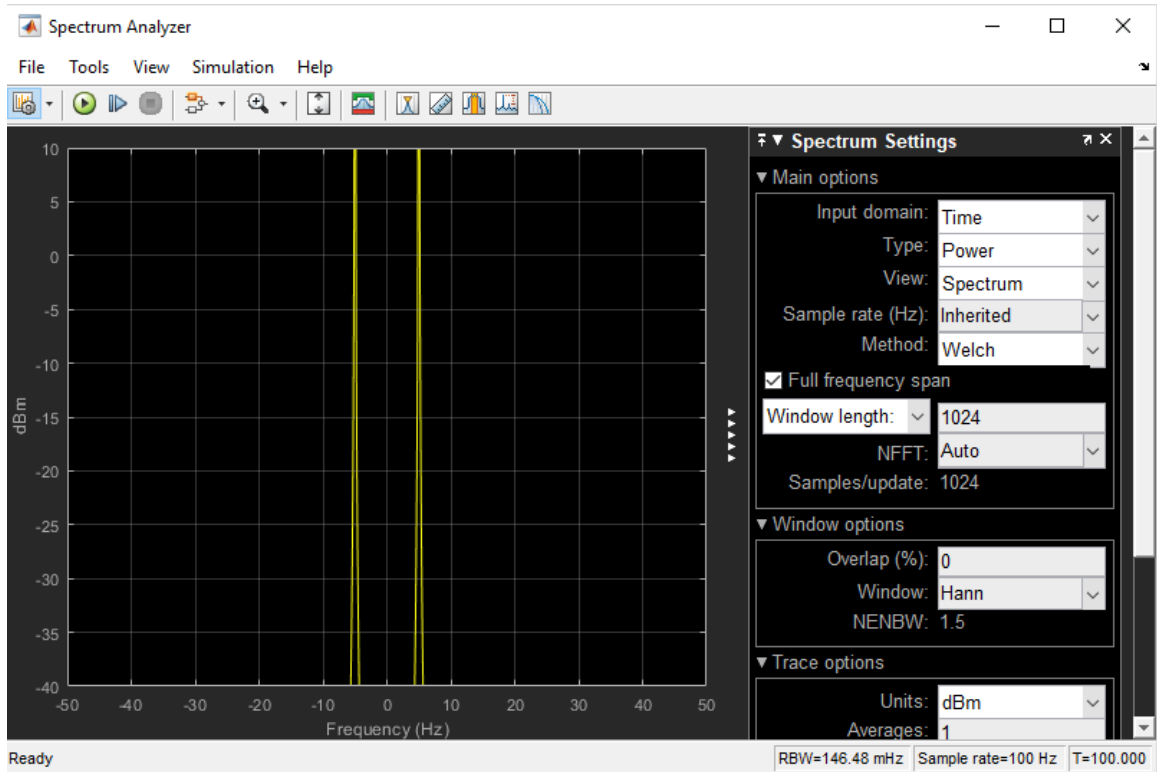 Spectrum Analyzer
File Tools View Simulation Help
10
5
0
-5
-10
-15
-20
-25
-30
-35
-40
dBm
-50 -40 -30 -20 -10 0 10 20 30 40 50
Frequency (Hz)
Spectrum Settings
Main options
Input domain: Time
Type: Power
View: Spectrum
Sample rate (Hz): Inherited
Method: Welch
Full frequency span
Window length: 1024
NFFT: Auto
Samples/update: 1024
Window options
Overlap (%): 0
Window: Hann
NENBW: 1.5
Trace options
Units: dBm
Averages: 1
Ready RBW=146.48 mHz Sample rate=100 Hz T=100.000